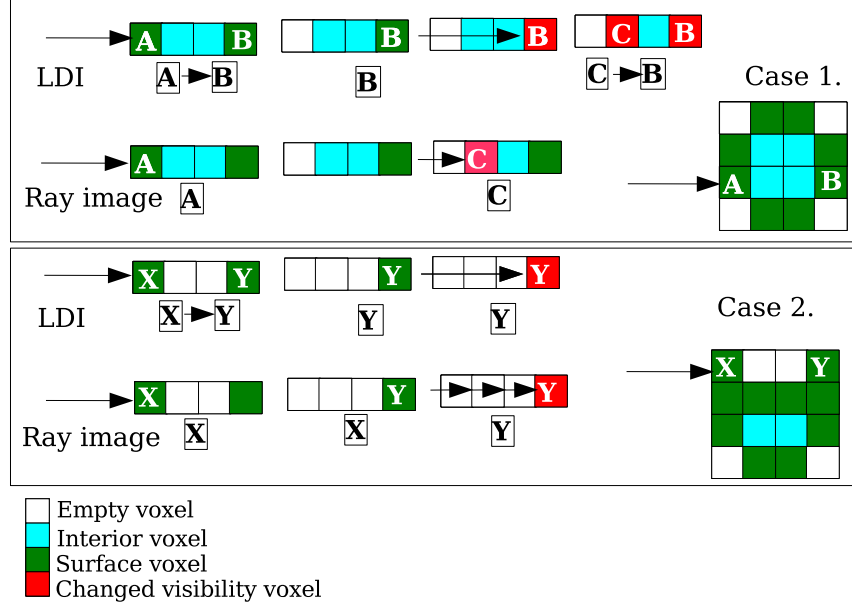 A B B B C B
LDI A B B C B Case 1.
A C
Ray image A C A B
X Y Y Y
LDI X Y Y Y Case 2.
X Y Y X Y
Ray image X X Y
Empty voxel
Interior voxel
Surface voxel
Changed visibility voxel